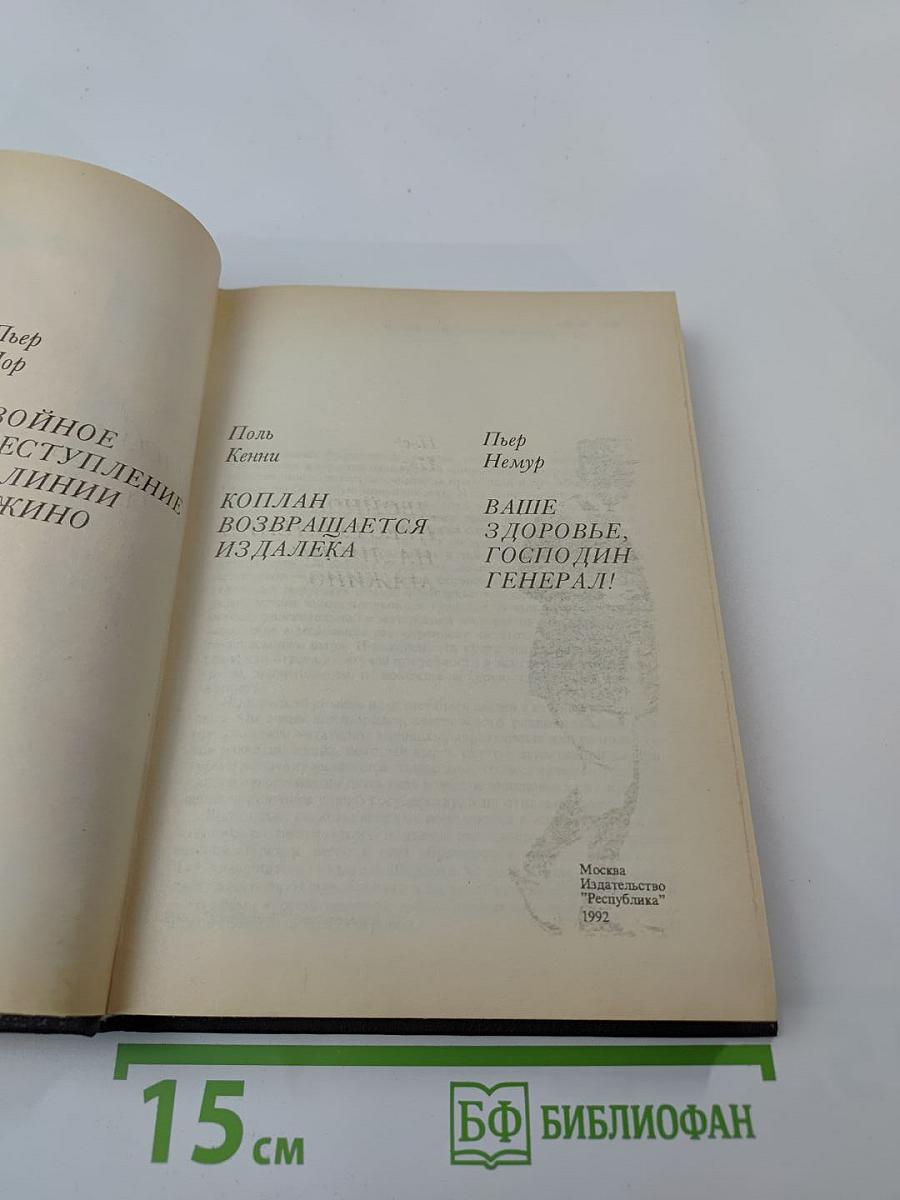 Пьер
Нор
ВОЙНОЕ
ЕСТУПЛЕНИЕ
ЛИНИИ
ЖИНО
Поль
Кенни
КОПЛАН
ВОЗВРАЩАЕТСЯ
ИЗДАЛЕКА
Пьер
Немур
ВАШЕ
ЗДОРОВЬЕ,
ГОСПОДИН
ГЕНЕРАЛ!
Москва
Издательство
"Республика"
1992
15 см
БФ БИБЛИОФАН